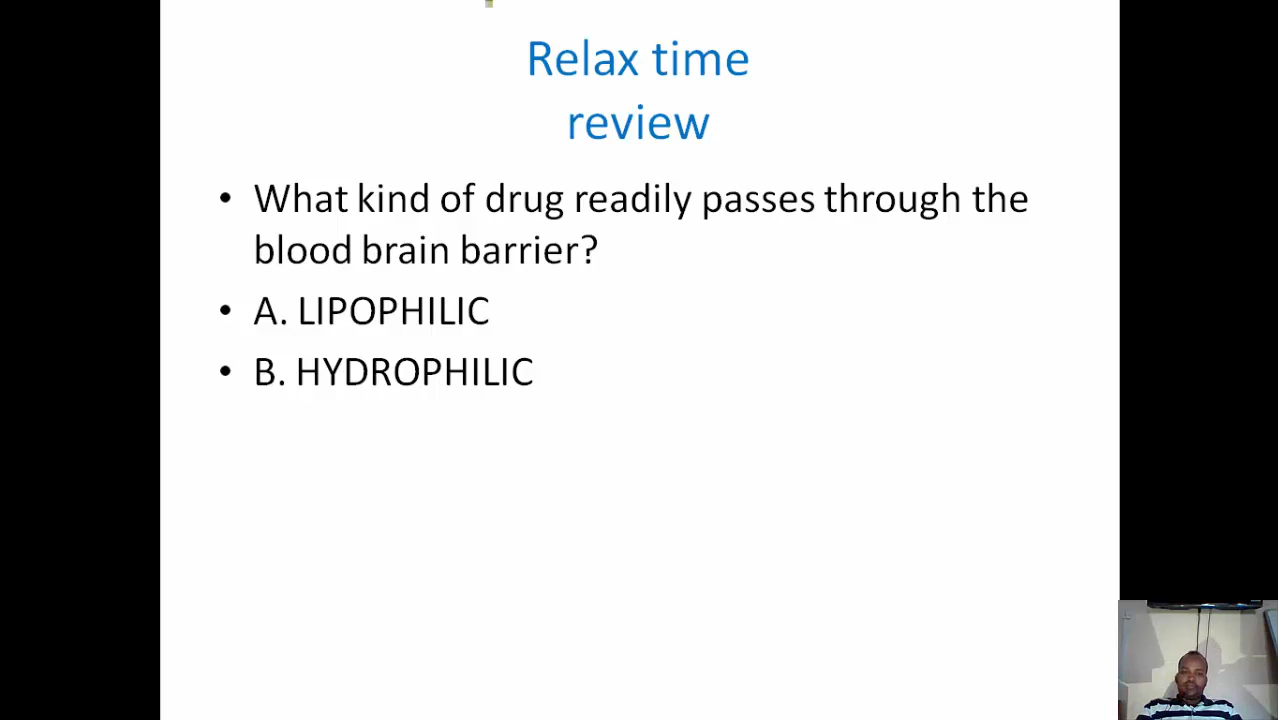 Relax time
review
• What kind of drug readily passes through the
blood brain barrier?
• A. LIPOPHILIC
• B. HYDROPHILIC